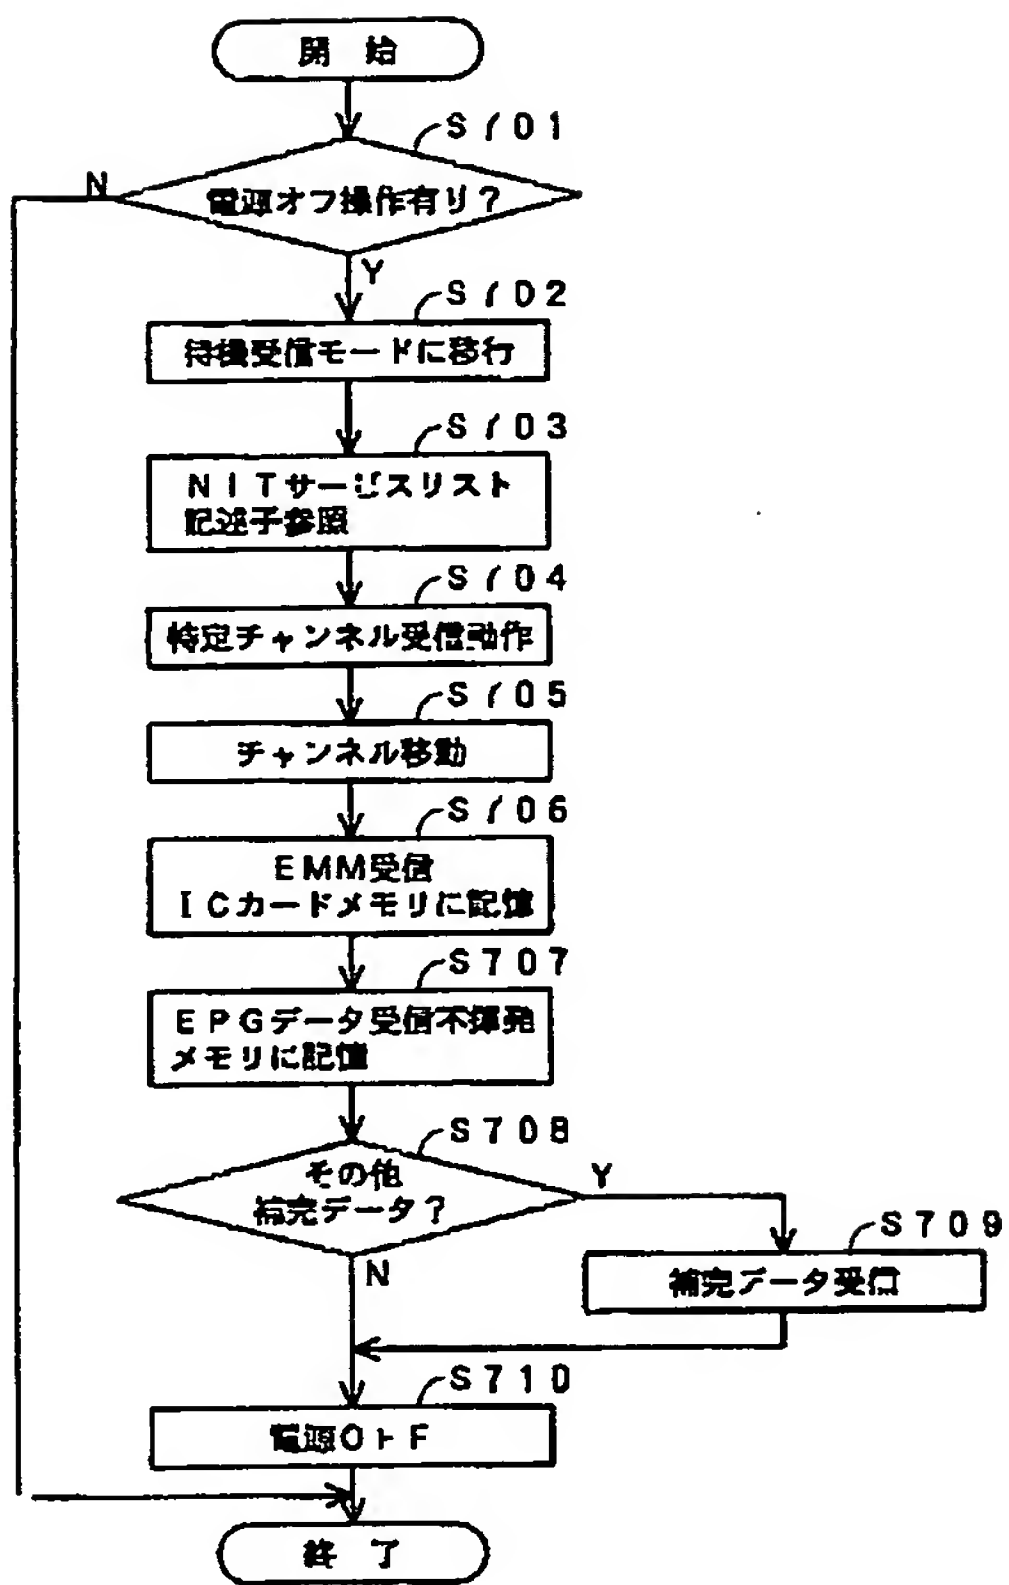 開 始
S701
N
電源オフ操作有り？
Y
S702
待機受信モードに移行
S703
NITサービスリスト
記述子参照
S704
特定チャンネル受信動作
S705
チャンネル移動
S706
EMM受信
ICカードメモリに記憶
S707
EPGデータ受信不揮発
メモリに記憶
S708
その他
補完データ？
Y
N
S709
補完データ受信
S710
電源OFF
終 了